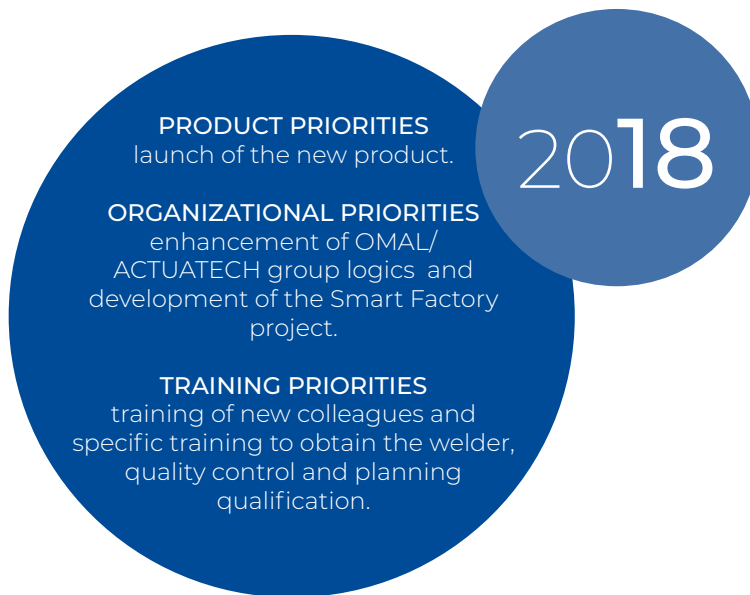 2018
PRODUCT PRIORITIES
launch of the new product.
ORGANIZATIONAL PRIORITIES
enhancement of OMAL/
ACTUATECH group logics and
development of the Smart Factory
project.
TRAINING PRIORITIES
training of new colleagues and
specific training to obtain the welder,
quality control and planning
qualification.